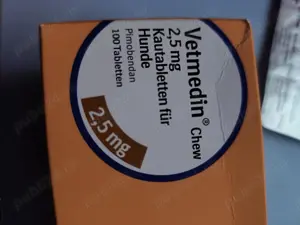 Vetmedin® Chew
2,5 mg
Kautabletten für
Hunde
Pimobendan
100 Tabletten
2,5 mg